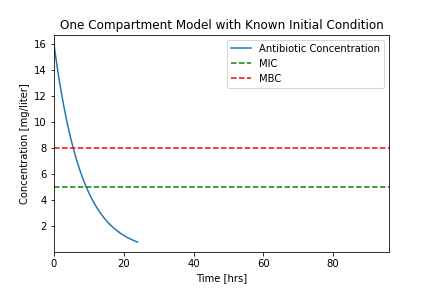 One Compartment Model with Known Initial Condition
Antibiotic Concentration
MIC
MBC
16
14
12
10
8
6
4
2
Concentration [mg/liter]
0
20
40
60
80
Time [hrs]